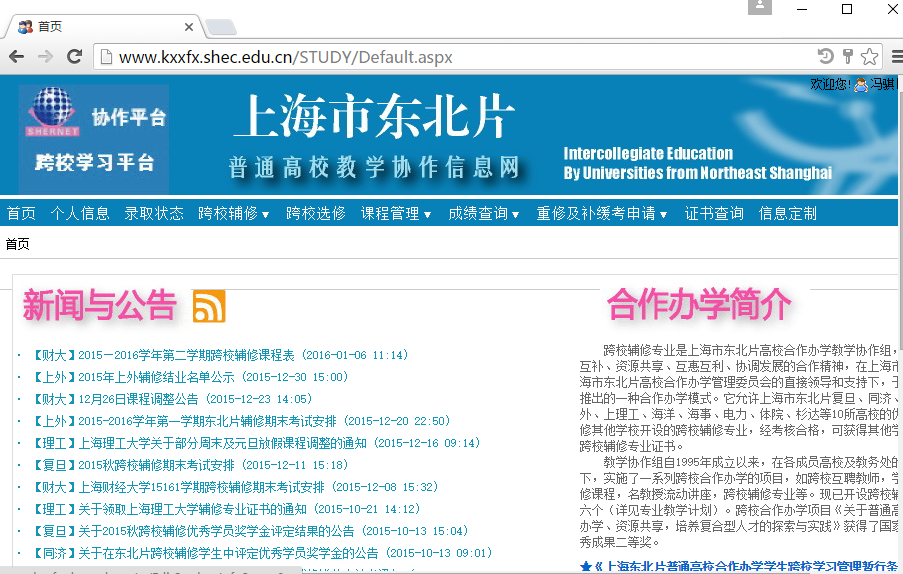 首页
www.kxxfx.shec.edu.cn/STUDY/Default.aspx
欢迎您! 冯骐
SHERNET
协作平台
跨校学习平台
上海市东北片
普通高校教学协作信息网
Intercollegiate Education
By Universities from Northeast Shanghai
首页 个人信息 录取状态 跨校辅修▼ 跨校选修 课程管理▼ 成绩查询▼ 重修及补缓考申请▼ 证书查询 信息定制
首页
新闻与公告
· 【财大】2015—2016学年第二学期跨校辅修课程表 (2016-01-06 11:14)
· 【上外】2015年上外辅修结业名单公示 (2015-12-30 15:00)
· 【财大】12月26日课程调整公告 (2015-12-23 14:05)
· 【上外】2015-2016学年第一学期东北片辅修期末考试安排 (2015-12-20 22:50)
· 【理工】上海理工大学关于部分周末及元旦放假课程调整的通知 (2015-12-16 09:14)
· 【复旦】2015秋跨校辅修期末考试安排 (2015-12-11 15:18)
· 【财大】上海财经大学15161学期跨校辅修期末考试安排 (2015-12-08 15:32)
· 【理工】关于领取上海理工大学辅修专业证书的通知 (2015-10-21 14:12)
· 【复旦】关于2015秋跨校辅修优秀学员奖学金评定结果的公告 (2015-10-13 15:04)
· 【同济】关于在东北片跨校辅修学生中评定优秀学员奖学金的公告 (2015-10-13 09:01)
合作办学简介
跨校辅修专业是上海市东北片高校合作办学教学协作组，
互补、资源共享、互惠互利、协调发展的合作精神，在上海市
海市东北片高校合作办学管理委员会的直接领导和支持下，于
推出的一种合作办学模式。它允许上海市东北片复旦、同济、
外、上理工、海洋、海事、电力、体院、杉达等10所高校的优
修其他学校开设的跨校辅修专业，经考核合格，可获得其他学
跨校辅修专业证书。
教学协作组自1995年成立以来，在各成员高校及教务处的
下，实施了一系列跨校合作办学的项目，如跨校互聘教师，学
修课程，名教授流动讲座，跨校辅修专业等。现已开设跨校辅
六个（详见专业教学计划）。跨校合作办学项目《关于普通高
办学、资源共享，培养复合型人才的探索与实践》获得了国家
秀成果二等奖。
★《上海东北片普通高校合作办学学生跨校学习管理暂行条